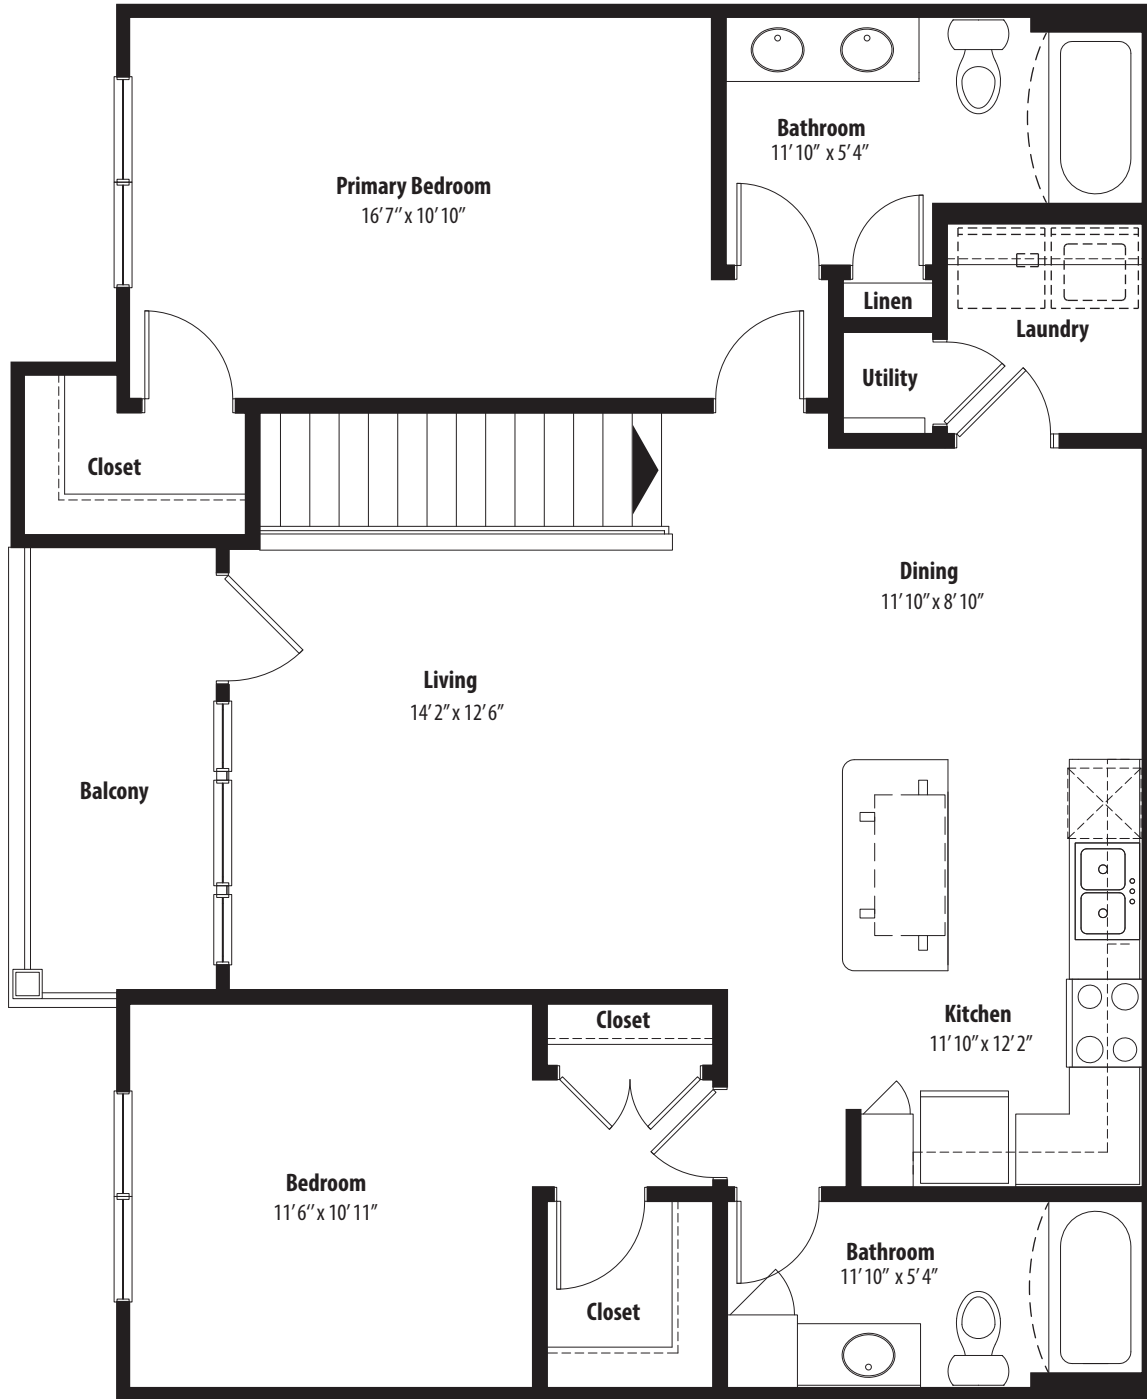 Bathroom
11’ 10” x 5’ 4”
Primary Bedroom
16’ 7” x 10’ 10”
Linen
Laundry
Utility
Closet
Dining
11’ 10” x 8’ 10”
Living
14’ 2” x 12’ 6”
Balcony
Closet
Kitchen
11’ 10” x 12’ 2”
Bedroom
11’ 6” x 10’ 11”
Bathroom
11’ 10” x 5’ 4”
Closet